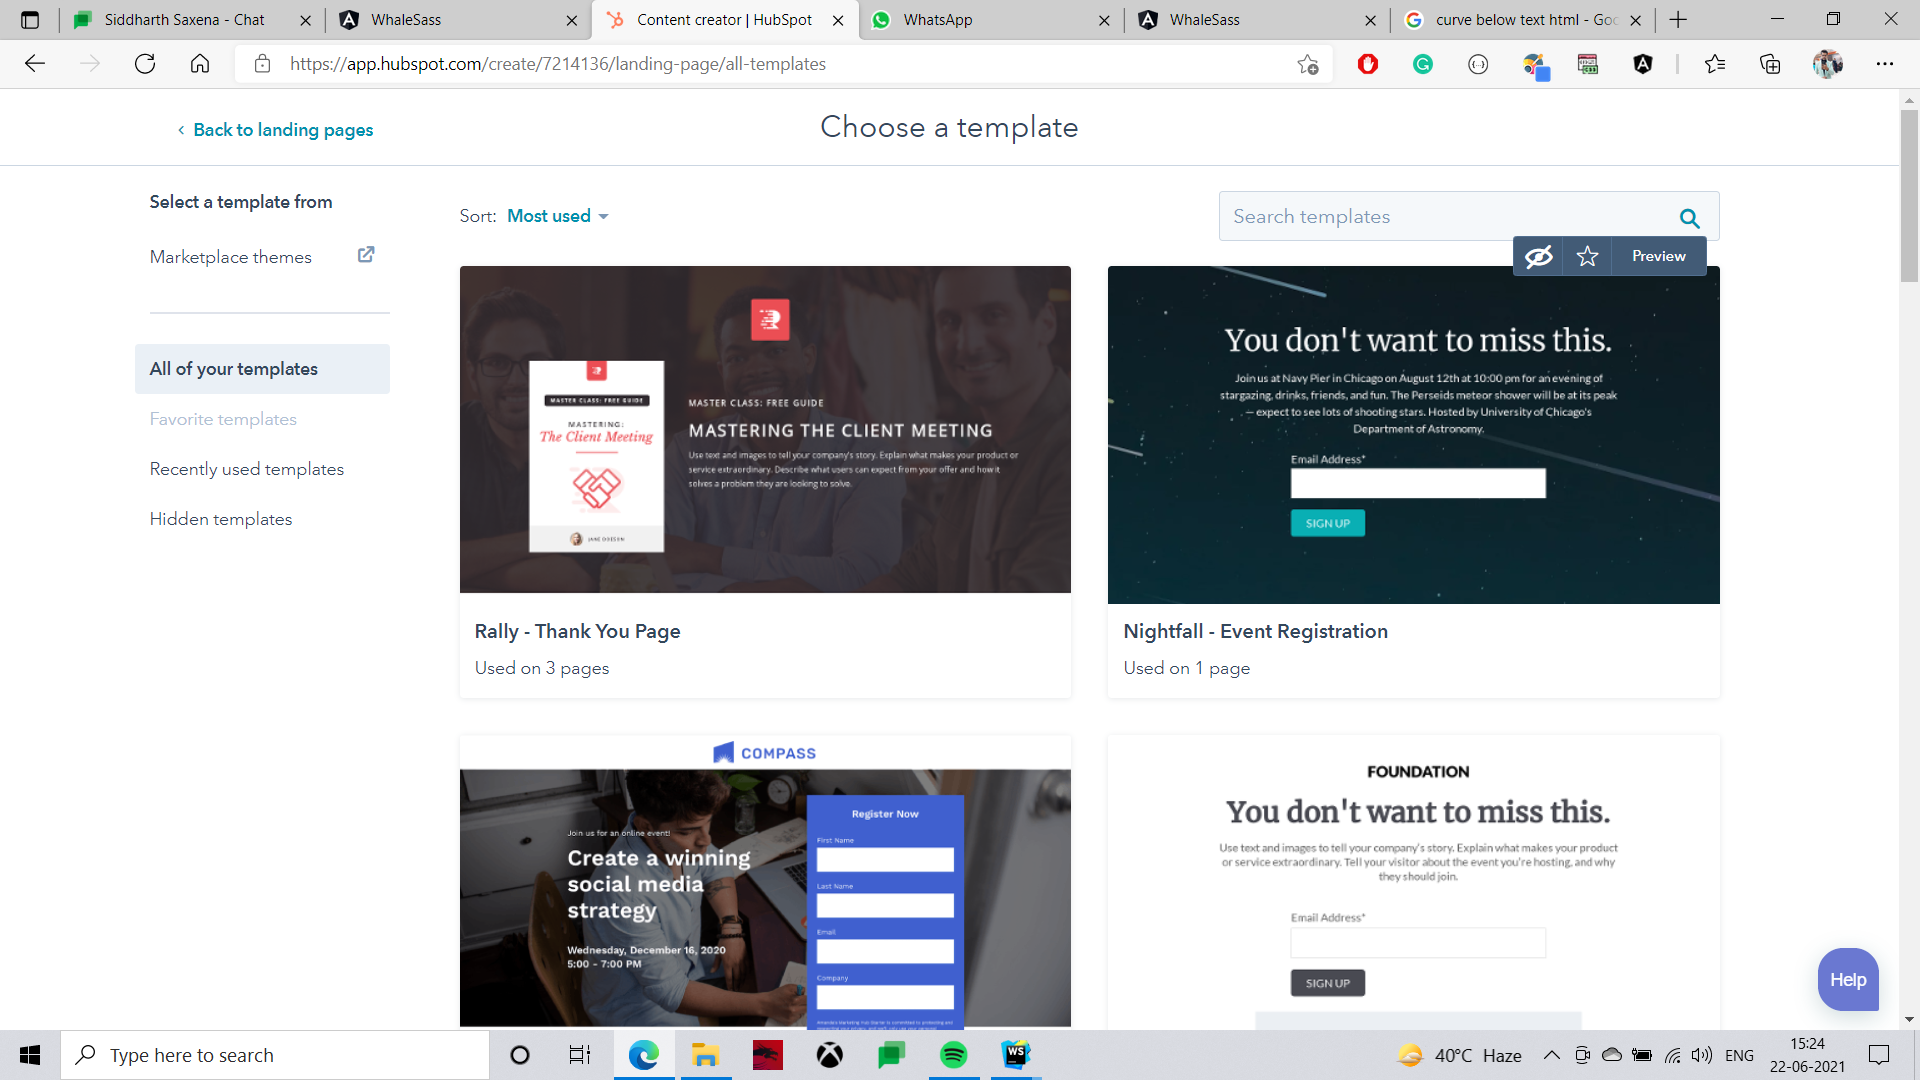 Siddharth Saxena - Chat
WhaleSass
Content creator | HubSpot
WhatsApp
WhaleSass
curve below text html - Goo
https://app.hubspot.com/create/7214136/landing-page/all-templates
Back to landing pages
Choose a template
Select a template from
Marketplace themes
All of your templates
Favorite templates
Recently used templates
Hidden templates
Sort: Most used
Search templates
Preview
MASTER CLASS: FREE GUIDE
MASTERING:
The Client Meeting
JANE DOESON
MASTER CLASS: FREE GUIDE
MASTERING THE CLIENT MEETING
Use text and images to tell your company's story. Explain what makes your product or
service extraordinary. Describe what users can expect from your offer and how it
solves a problem they are looking to solve.
Rally - Thank You Page
Used on 3 pages
You don't want to miss this.
Join us at Navy Pier in Chicago on August 12th at 10:00 pm for an evening of
stargazing, drinks, friends, and fun. The Perseids meteor shower will be at its peak
— expect to see lots of shooting stars. Hosted by University of Chicago's
Department of Astronomy.
Email Address*
SIGN UP
Nightfall - Event Registration
Used on 1 page
COMPASS
Join us for an online event!
Create a winning
social media
strategy
Wednesday, December 16, 2020
5:00 - 7:00 PM
Register Now
First Name
Last Name
Email
Company
FOUNDATION
You don't want to miss this.
Use text and images to tell your company's story. Explain what makes your product
or service extraordinary. Tell your visitor about the event you're hosting, and why
they should join.
Email Address*
SIGN UP
Help
Type here to search
WS
40°C Haze
ENG
15:24
22-06-2021